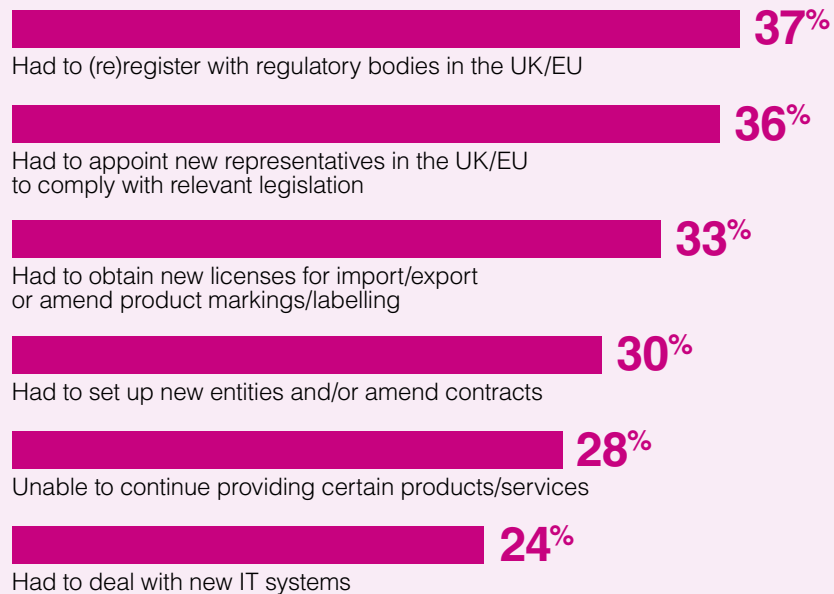 37%
Had to (re)register with regulatory bodies in the UK/EU
36%
Had to appoint new representatives in the UK/EU
to comply with relevant legislation
33%
Had to obtain new licenses for import/export
or amend product markings/labelling
30%
Had to set up new entities and/or amend contracts
28%
Unable to continue providing certain products/services
24%
Had to deal with new IT systems